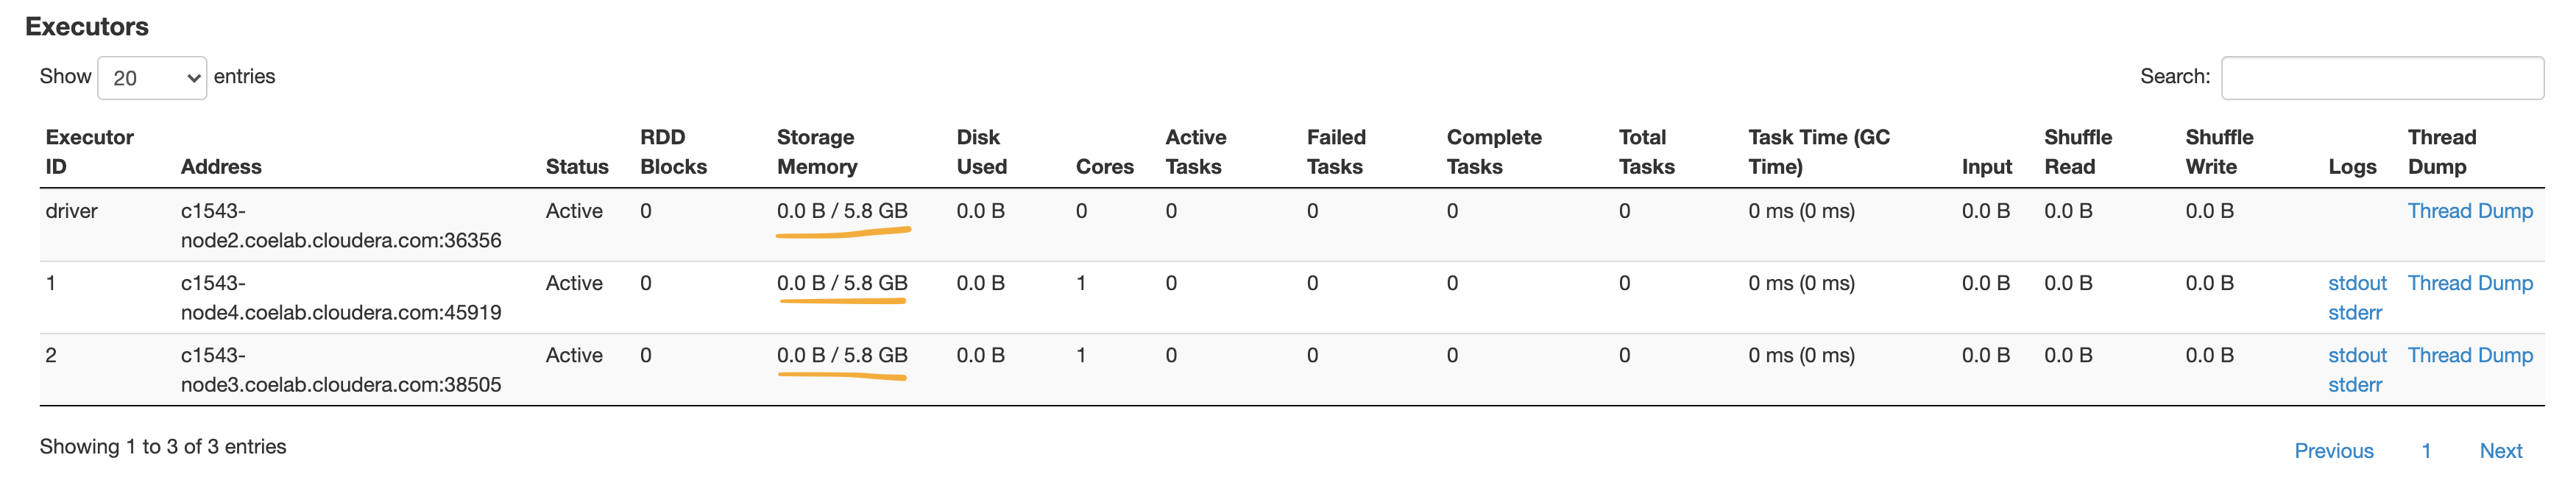 Executors
Show 20 entries Search:
Executor ID Address Status RDD Blocks Storage Memory Disk Used Cores Active Tasks Failed Tasks Complete Tasks Total Tasks Task Time (GC Time) Input Shuffle Read Shuffle Write Logs Thread Dump
driver c1543- Active 0 0.0 B / 5.8 GB 0.0 B 0 0 0 0 0 0 ms (0 ms) 0.0 B 0.0 B 0.0 B Thread Dump
node2.coelab.cloudera.com:36356
1 c1543- Active 0 0.0 B / 5.8 GB 0.0 B 1 0 0 0 0 0 ms (0 ms) 0.0 B 0.0 B 0.0 B stdout Thread Dump
node4.coelab.cloudera.com:45919 stderr
2 c1543- Active 0 0.0 B / 5.8 GB 0.0 B 1 0 0 0 0 0 ms (0 ms) 0.0 B 0.0 B 0.0 B stdout Thread Dump
node3.coelab.cloudera.com:38505 stderr
Showing 1 to 3 of 3 entries Previous 1 Next